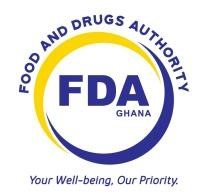 FOOD AND DRUGS AUTHORITY
FDA
GHANA
Your Well-being, Our Priority.